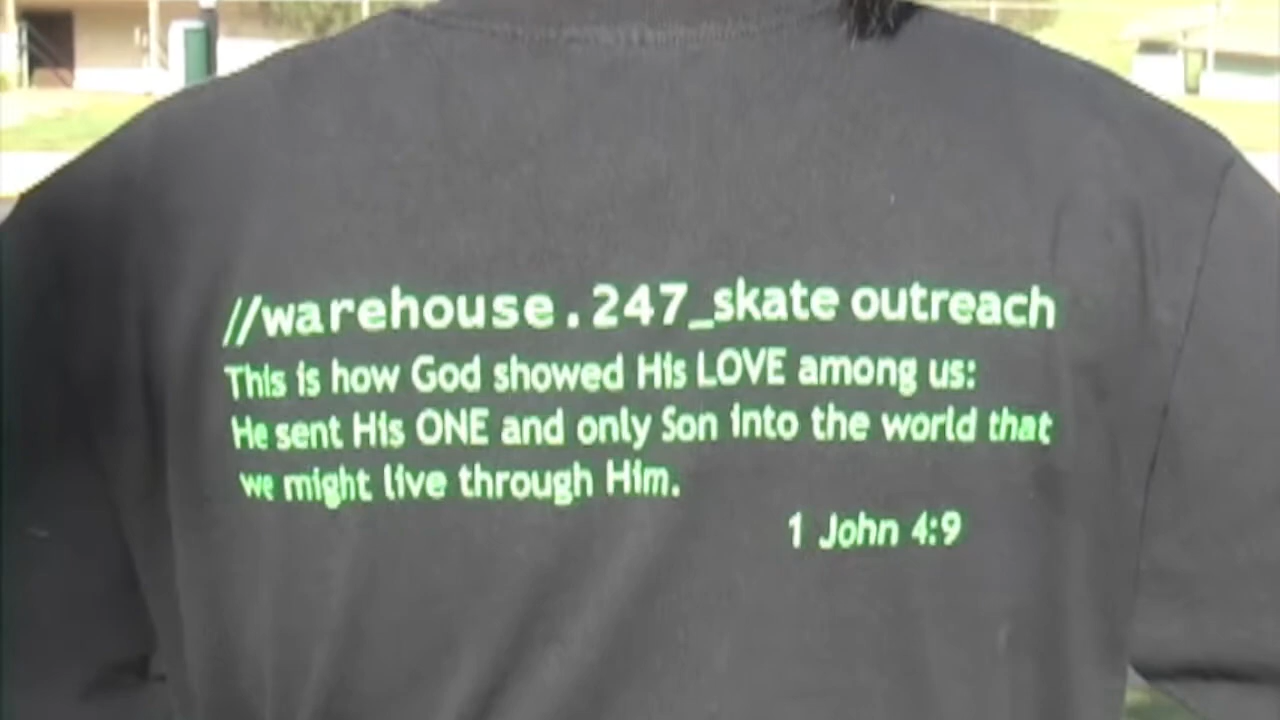 //warehouse.247_skate outreach
This is how God showed His LOVE among us:
He sent His ONE and only Son into the world that
we might live through Him.
1 John 4:9